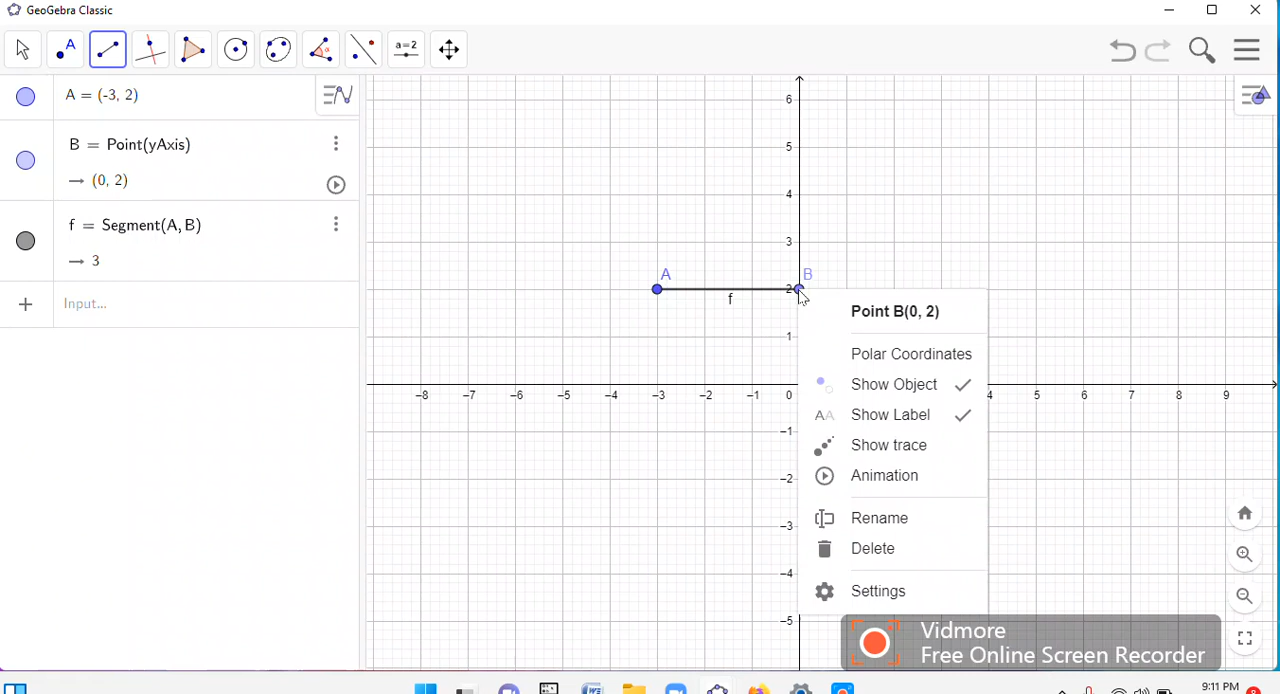 GeoGebra Classic
A
a=2
A = (-3, 2)
B = Point(yAxis)
→ (0, 2)
f = Segment(A, B)
→ 3
+ Input...
6
5
4
3
2
1
0
−1
−2
−3
−4
−5
−8 −7 −6 −5 −4 −3 −2 −1 4 5 6 7 8 9
A
B
f
Point B(0, 2)
Polar Coordinates
Show Object
AA Show Label
Show trace
Animation
Rename
Delete
Settings
Vidmore
Free Online Screen Recorder
9:11 PM